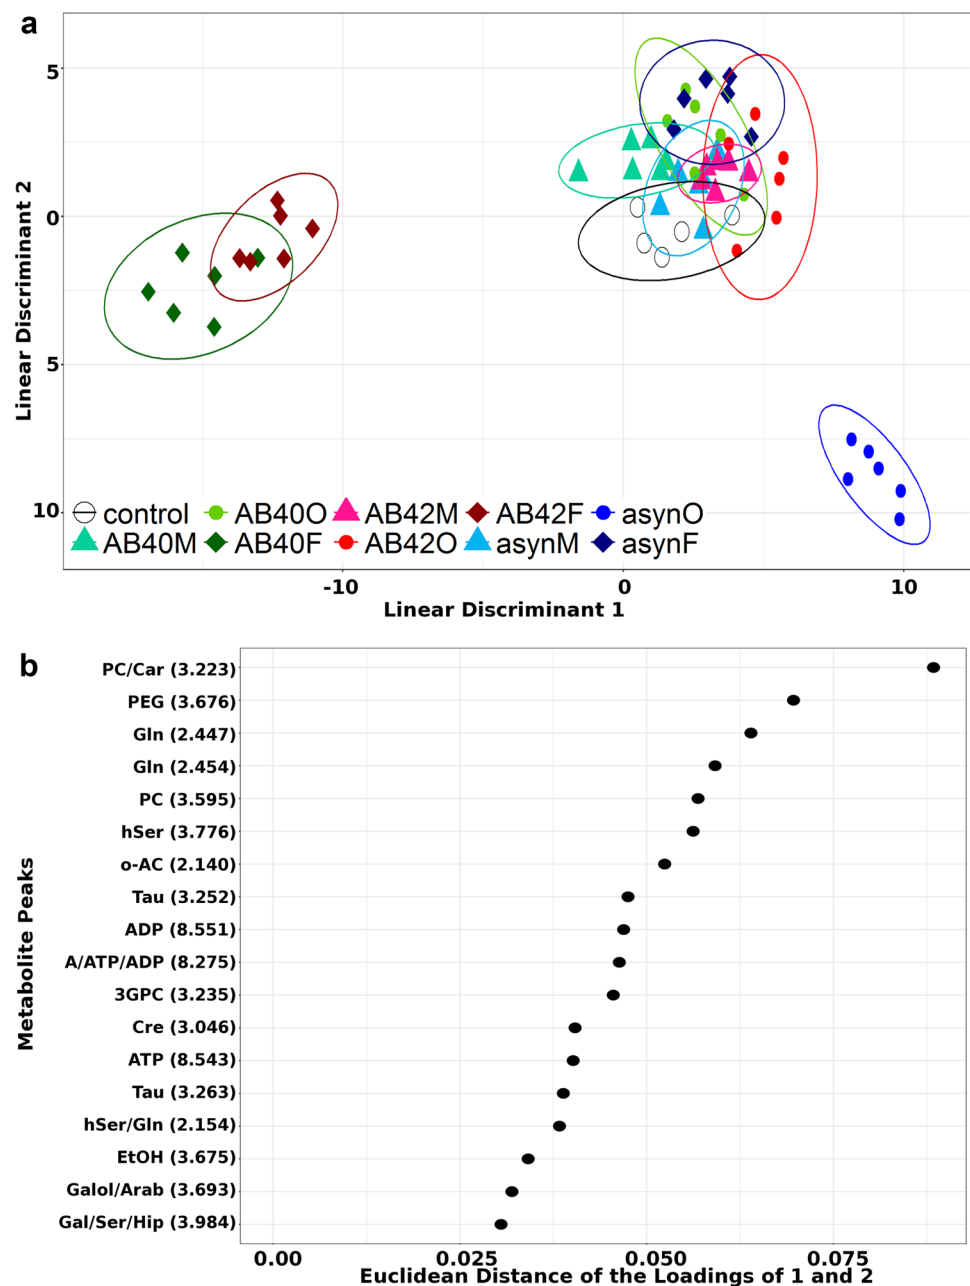 a
Linear Discriminant 2
5
0
5
10
control AB40O AB42M AB42F asynO
AB40M AB40F AB42O asynM asynF
-10 0 10
Linear Discriminant 1
b
Metabolite Peaks
PC/Car (3.223)
PEG (3.676)
Gln (2.447)
Gln (2.454)
PC (3.595)
hSer (3.776)
o-AC (2.140)
Tau (3.252)
ADP (8.551)
A/ATP/ADP (8.275)
3GPC (3.235)
Cre (3.046)
ATP (8.543)
Tau (3.263)
hSer/Gln (2.154)
EtOH (3.675)
Galol/Arab (3.693)
Gal/Ser/Hip (3.984)
0.00 0.025 0.050 0.075
Euclidean Distance of the Loadings of 1 and 2